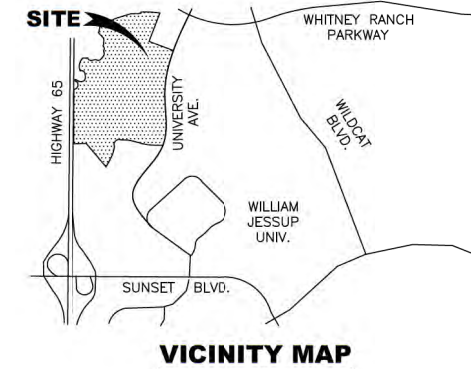 SITE
WHITNEY RANCH
PARKWAY
HIGHWAY 65
UNIVERSITY
AVE.
WILDCAT
BLVD.
WILLIAM
JESSUP
UNIV.
SUNSET BLVD.
VICINITY MAP